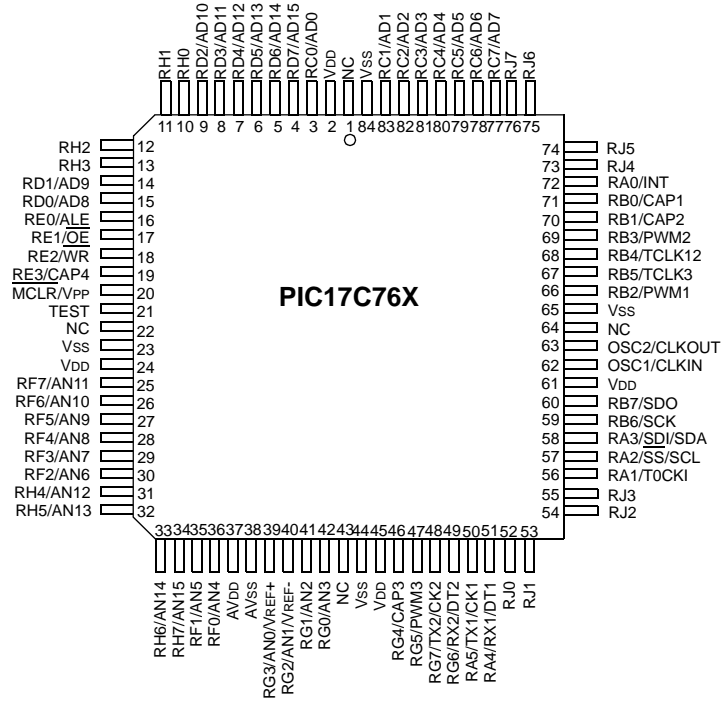 RH1
RH0
RD2/AD10
RD3/AD11
RD4/AD12
RD5/AD13
RD6/AD14
RD7/AD15
RC0/AD0
VDD
NC
VSS
RC1/AD1
RC2/AD2
RC3/AD3
RC4/AD4
RC5/AD5
RC6/AD6
RC7/AD7
RJ7
RJ6
11 10 9 8 7 6 5 4 3 2 1 84 83 82 81 80 79 78 77 76 75
RH2 12
RH3 13
RD1/AD9 14
RD0/AD8 15
RE0/ALE 16
RE1/OE 17
RE2/WR 18
RE3/CAP4 19
MCLR/VPP 20
TEST 21
NC 22
VSS 23
VDD 24
RF7/AN11 25
RF6/AN10 26
RF5/AN9 27
RF4/AN8 28
RF3/AN7 29
RF2/AN6 30
RH4/AN12 31
RH5/AN13 32
PIC17C76X
74 RJ5
73 RJ4
72 RA0/INT
71 RB0/CAP1
70 RB1/CAP2
69 RB3/PWM2
68 RB4/TCLK12
67 RB5/TCLK3
66 RB2/PWM1
65 VSS
64 NC
63 OSC2/CLKOUT
62 OSC1/CLKIN
61 VDD
60 RB7/SDO
59 RB6/SCK
58 RA3/SDI/SDA
57 RA2/SS/SCL
56 RA1/T0CKI
55 RJ3
54 RJ2
33 34 35 36 37 38 39 40 41 42 43 44 45 46 47 48 49 50 51 52 53
RH6/AN14
RH7/AN15
RF1/AN5
RF0/AN4
AVDD
AVSS
RG3/AN0/VREF+
RG2/AN1/VREF-
RG1/AN2
RG0/AN3
NC
VSS
VDD
RG4/CAP3
RG5/PWM3
RG7/TX2/CK2
RG6/RX2/DT2
RA5/TX1/CK1
RA4/RX1/DT1
RJ0
RJ1